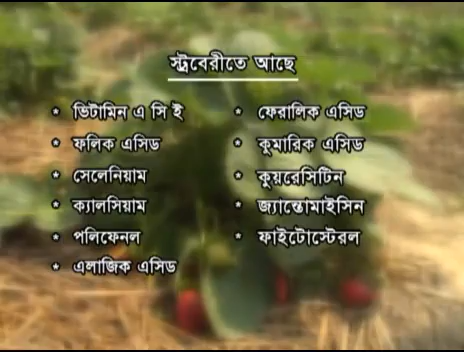 স্ট্রবেরীতে আছে
* ভিটামিন এ সি ই
* ফলিক এসিড
* সেলেনিয়াম
* ক্যালসিয়াম
* পলিফেনল
* এলাজিক এসিড
* ফেরালিক এসিড
* কুমারিক এসিড
* কুয়রেসিটিন
* জ্যান্তোমাইসিন
* ফাইটোস্টেরল